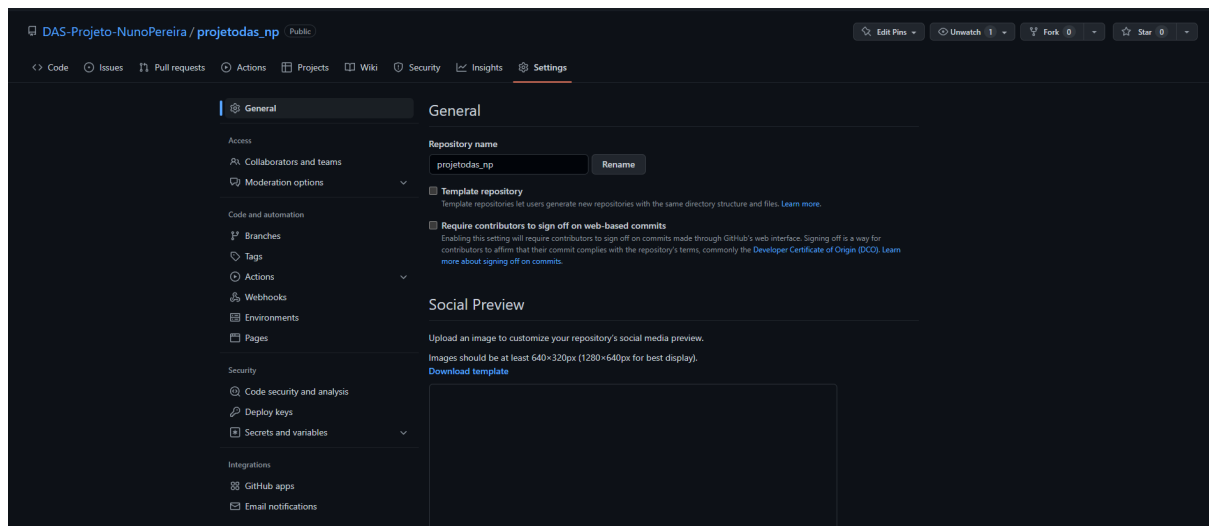 DAS-Projeto-NunoPereira / projetodas_np Public
Edit Pins Unwatch 1 Fork 0 Star 0
Code Issues Pull requests Actions Projects Wiki Security Insights Settings
General
Access
Collaborators and teams
Moderation options
Code and automation
Branches
Tags
Actions
Webhooks
Environments
Pages
Security
Code security and analysis
Deploy keys
Secrets and variables
Integrations
GitHub apps
Email notifications
General
Repository name
projetodas_np Rename
Template repository
Template repositories let users generate new repositories with the same directory structure and files. Learn more.
Require contributors to sign off on web-based commits
Enabling this setting will require contributors to sign off on commits made through GitHub's web interface. Signing off is a way for
contributors to affirm that their commit complies with the repository's terms, commonly the Developer Certificate of Origin (DCO). Learn
more about signing off on commits.
Social Preview
Upload an image to customize your repository's social media preview.
Images should be at least 640×320px (1280×640px for best display).
Download template